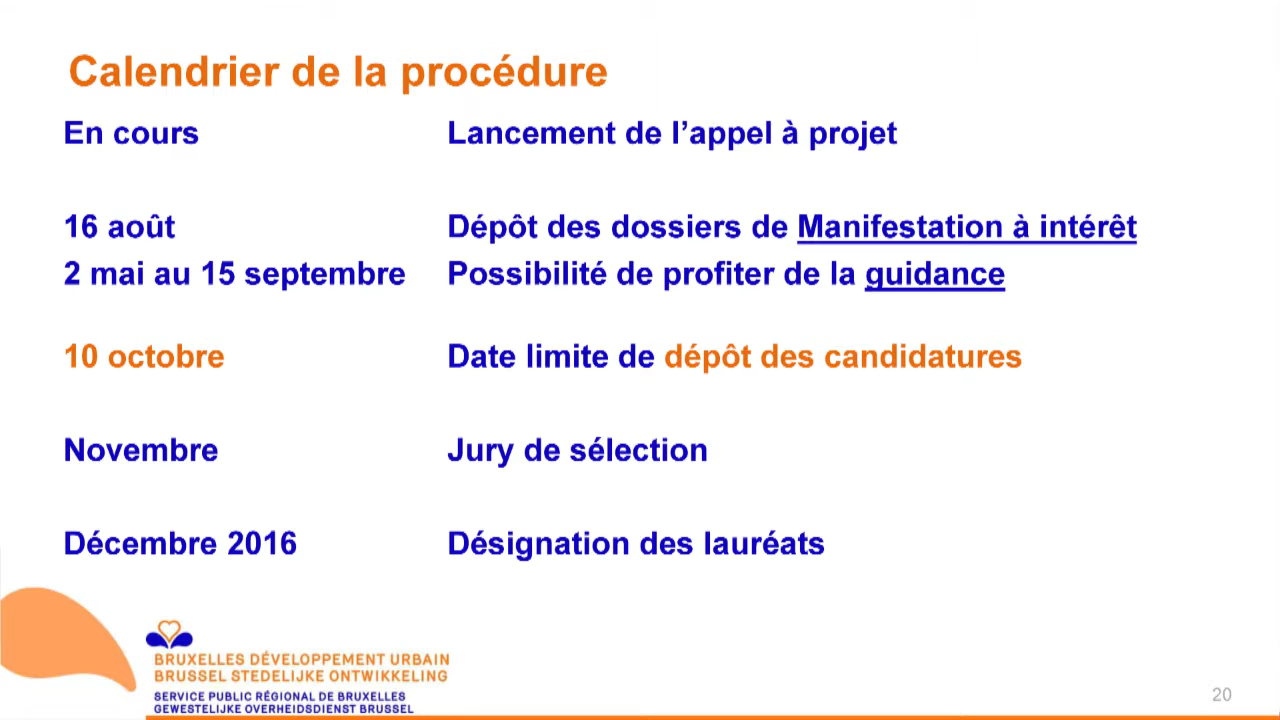 Calendrier de la procédure
En cours Lancement de l’appel à projet
16 août Dépôt des dossiers de Manifestation à intérêt
2 mai au 15 septembre Possibilité de profiter de la guidance
10 octobre Date limite de dépôt des candidatures
Novembre Jury de sélection
Décembre 2016 Désignation des lauréats
BRUXELLES DÉVELOPPEMENT URBAIN
BRUSSEL STEDELIJKE ONTWIKKELING
SERVICE PUBLIC RÉGIONAL DE BRUXELLES
GEWESTELIJKE OVERHEIDSDIENST BRUSSEL
20